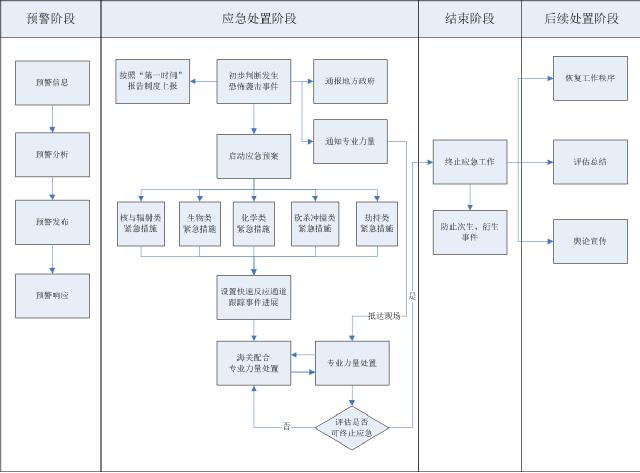 预警阶段
应急处置阶段
结束阶段
后续处置阶段
预警信息
预警分析
预警发布
预警响应
按照“第一时间”
报告制度上报
初步判断发生
恐怖袭击事件
通报地方政府
通知专业力量
启动应急预案
核与辐射类
紧急措施
生物类
紧急措施
化学类
紧急措施
砍杀冲撞类
紧急措施
劫持类
紧急措施
设置快速反应通道
跟踪事件进展
抵达现场
海关配合
专业力量处置
专业力量处置
评估是否
可终止应急
否
是
终止应急工作
防止次生、衍生
事件
恢复工作秩序
评估总结
舆论宣传